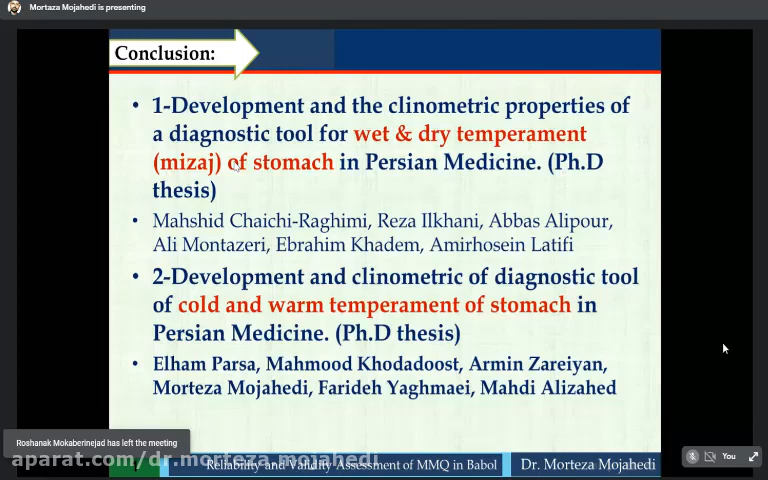 Mortaza Mojahedi is presenting
Conclusion:
• 1-Development and the clinometric properties of
a diagnostic tool for wet & dry temperament
(mizaj) of stomach in Persian Medicine. (Ph.D
thesis)
• Mahshid Chaichi-Raghimi, Reza Ilkhani, Abbas Alipour,
Ali Montazeri, Ebrahim Khadem, Amirhosein Latifi
• 2-Development and clinometric of diagnostic tool
of cold and warm temperament of stomach in
Persian Medicine. (Ph.D thesis)
• Elham Parsa, Mahmood Khodadoost, Armin Zareiyan,
Morteza Mojahedi, Farideh Yaghmaei, Mahdi Alizahed
Roshanak Mokaberinejad has left the meeting
You
aparat.com/dr.morteza.mojahedi
Reliability and Validity Assessment of MMQ in Babol
Dr. Morteza Mojahedi